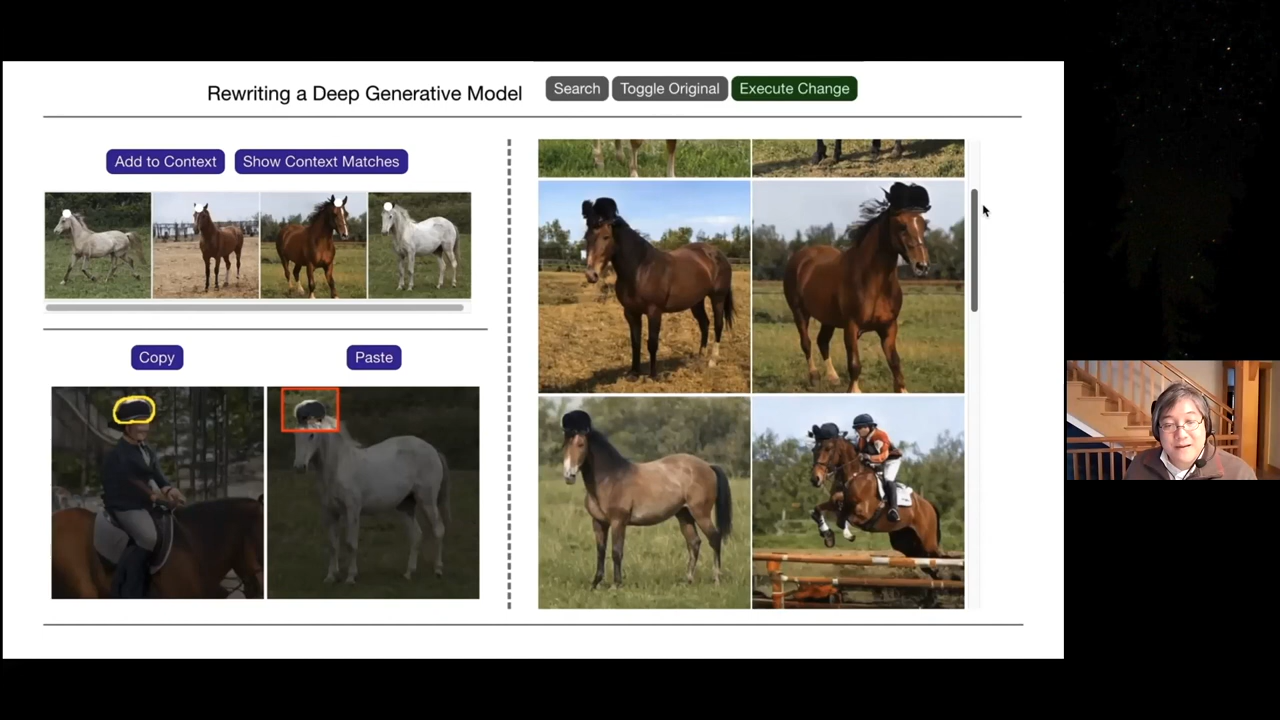 Rewriting a Deep Generative Model
Search
Toggle Original
Execute Change
Add to Context
Show Context Matches
Copy
Paste